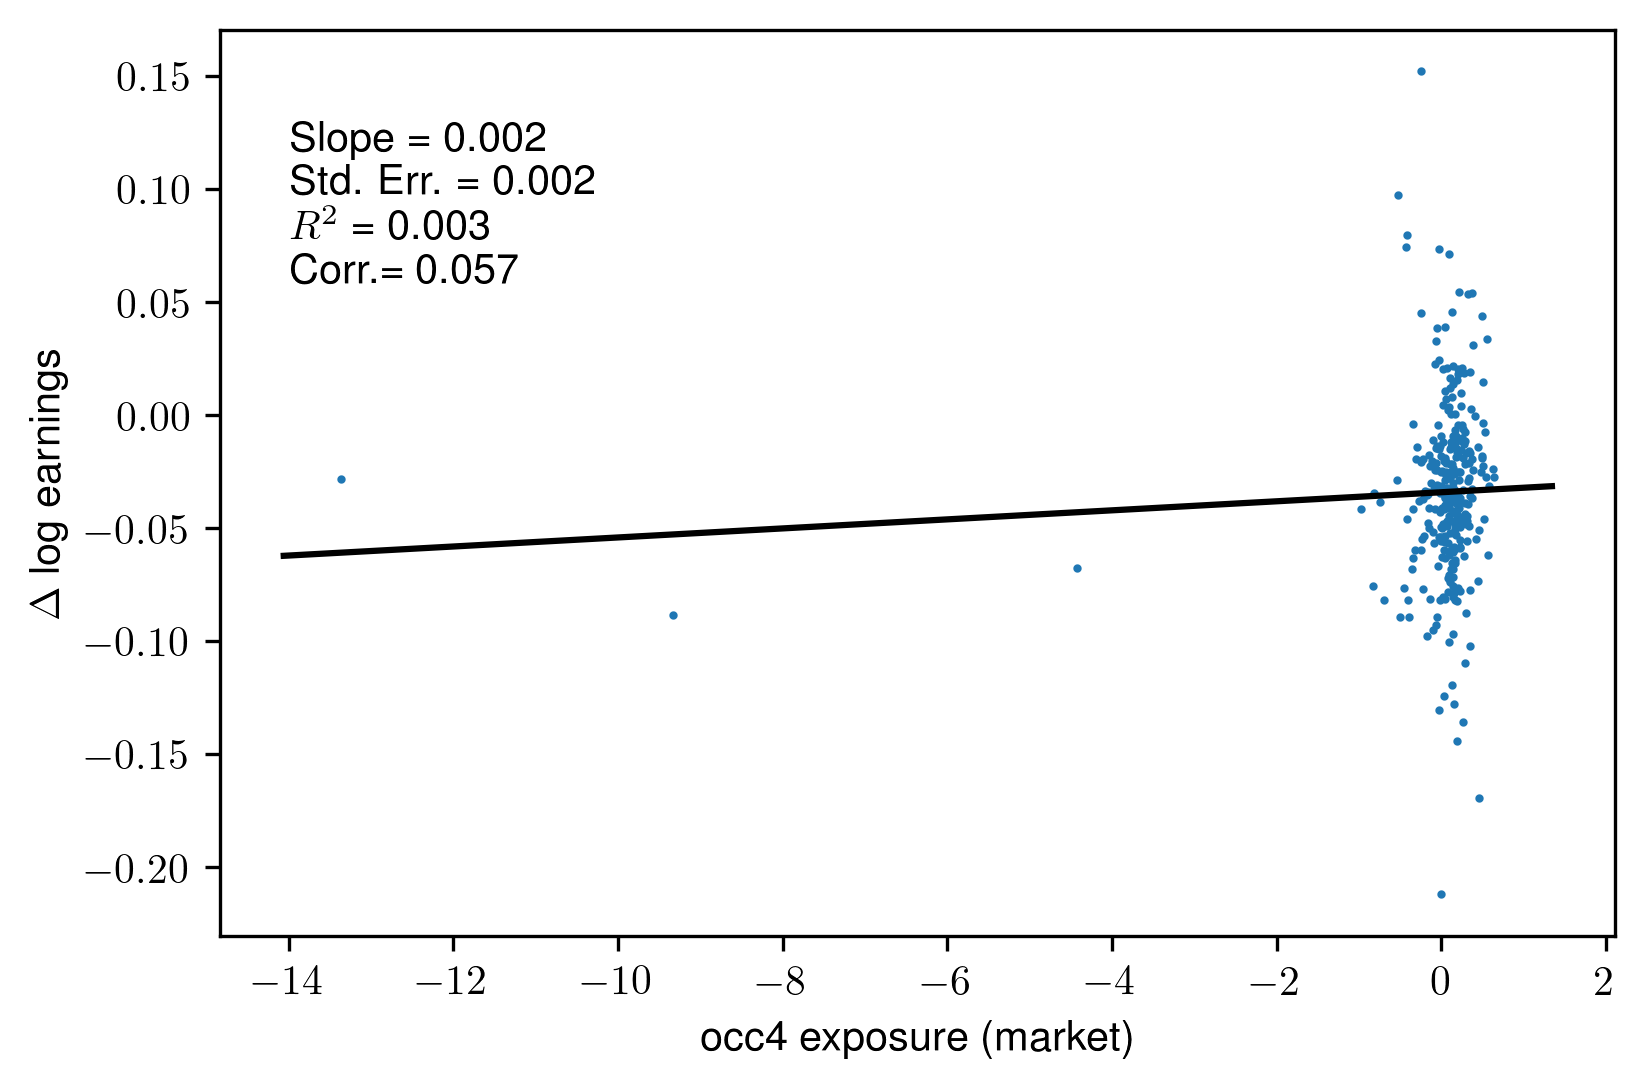 0.15
0.10
0.05
0.00
−0.05
−0.10
−0.15
−0.20
Δ log earnings
Slope = 0.002
Std. Err. = 0.002
R² = 0.003
Corr.= 0.057
−14 −12 −10 −8 −6 −4 −2 0 2
occ4 exposure (market)